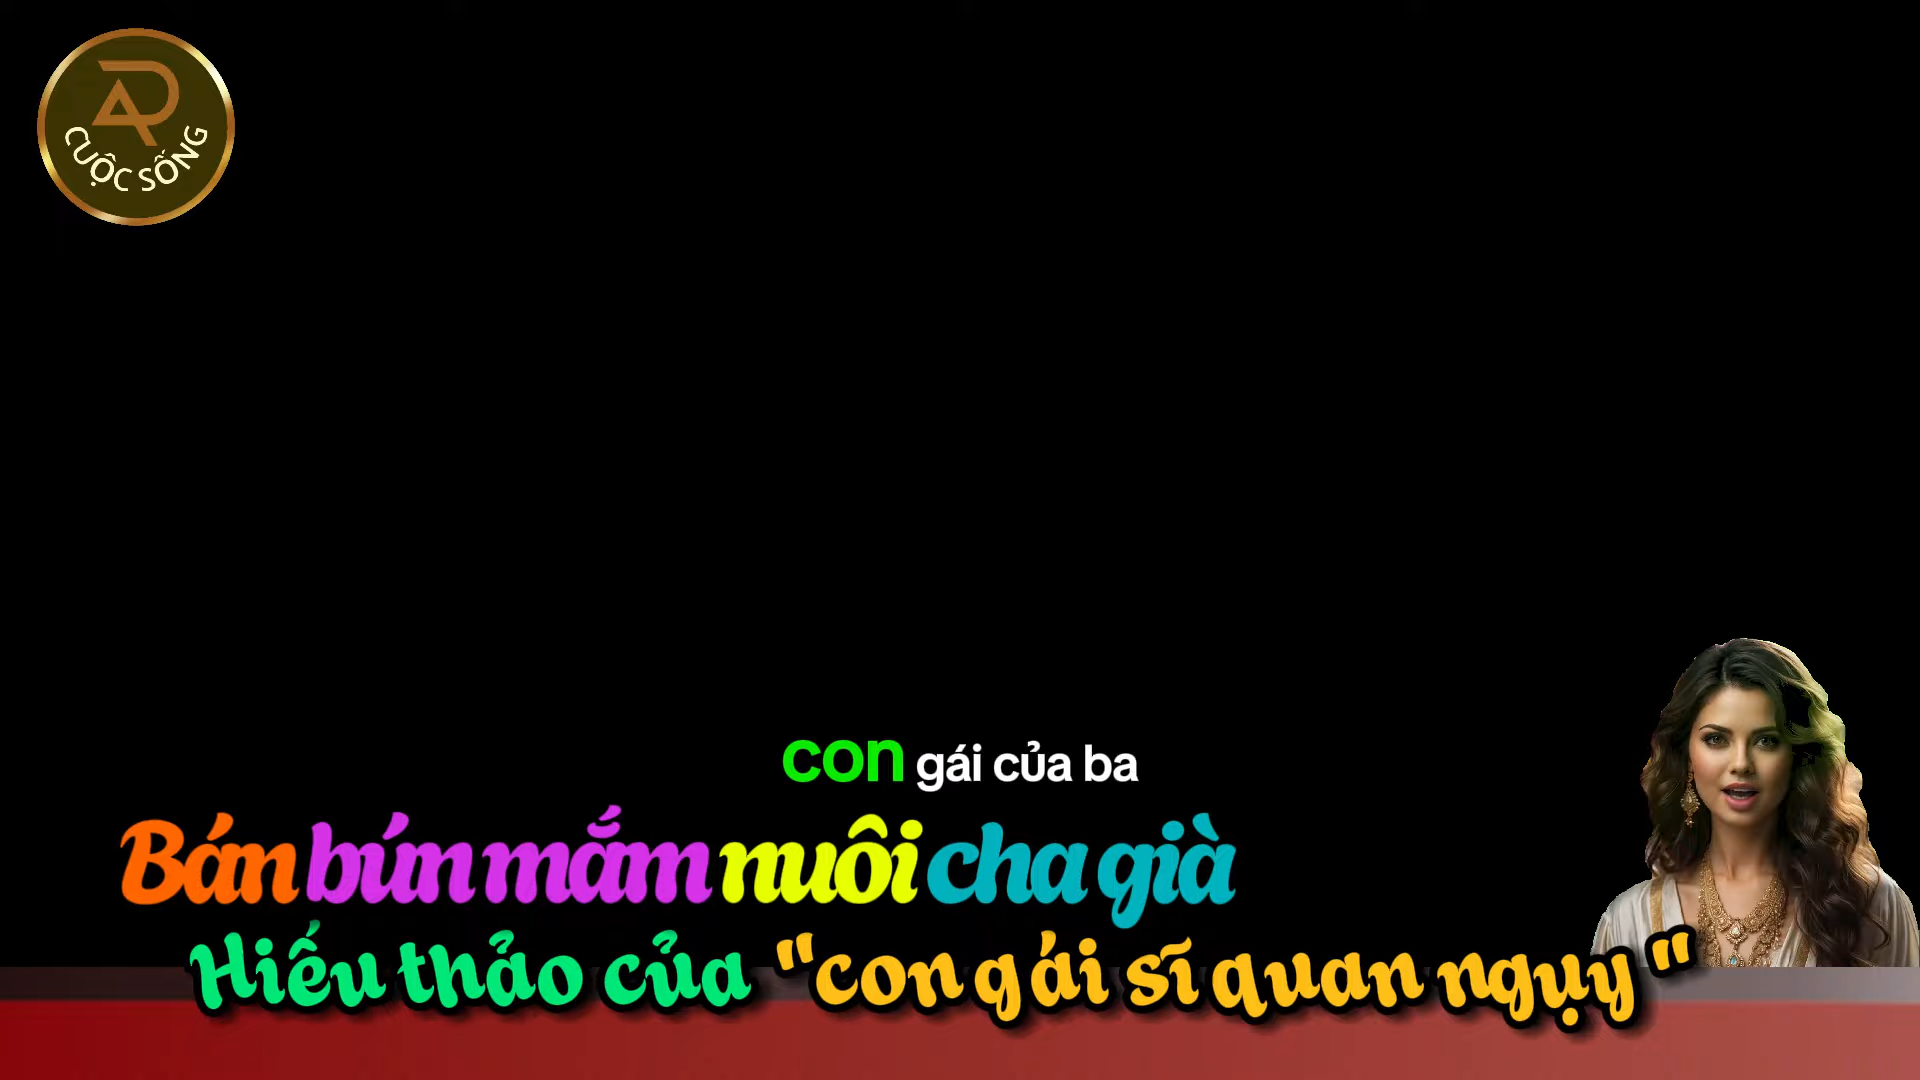 CUỘC SỐNG
con gái của ba
Bán bún mắm nuôi cha già
Hiếu thảo của "con gái sĩ quan ngụy"